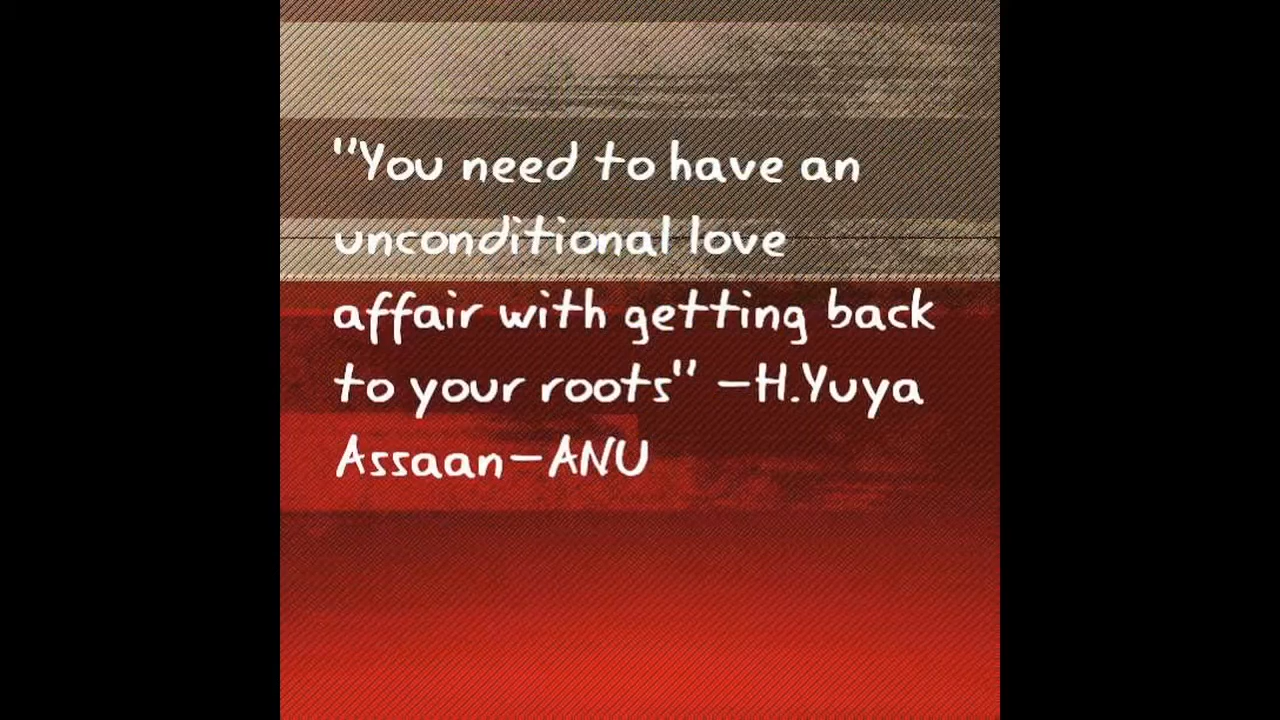 "You need to have an
unconditional love
affair with getting back
to your roots" -H.Yuya
Assaan-ANU